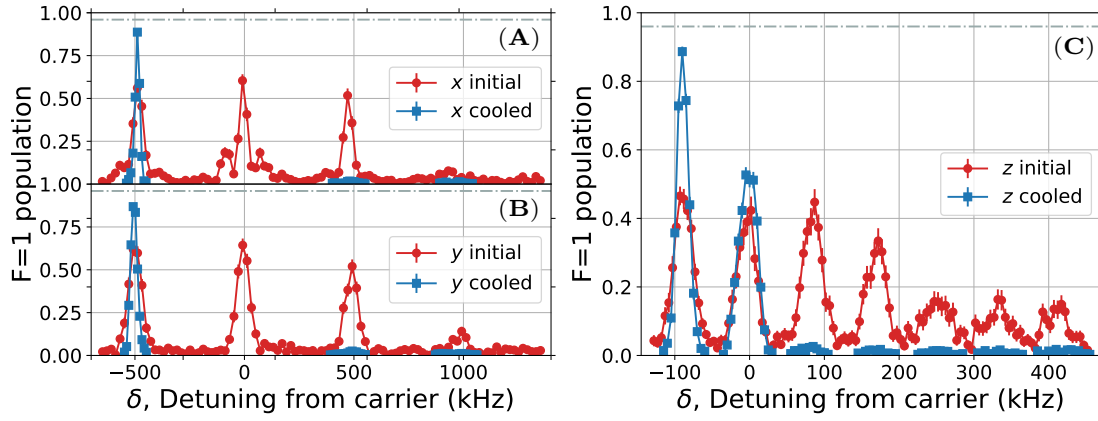 1.00
0.75
0.50
0.25
1.00
0.75
0.50
0.25
0.00
F=1 population
(A)
x initial
x cooled
(B)
y initial
y cooled
−500
0
500
1000
δ, Detuning from carrier (kHz)
1.0
0.8
0.6
0.4
0.2
0.0
F=1 population
(C)
z initial
z cooled
−100
0
100
200
300
400
δ, Detuning from carrier (kHz)